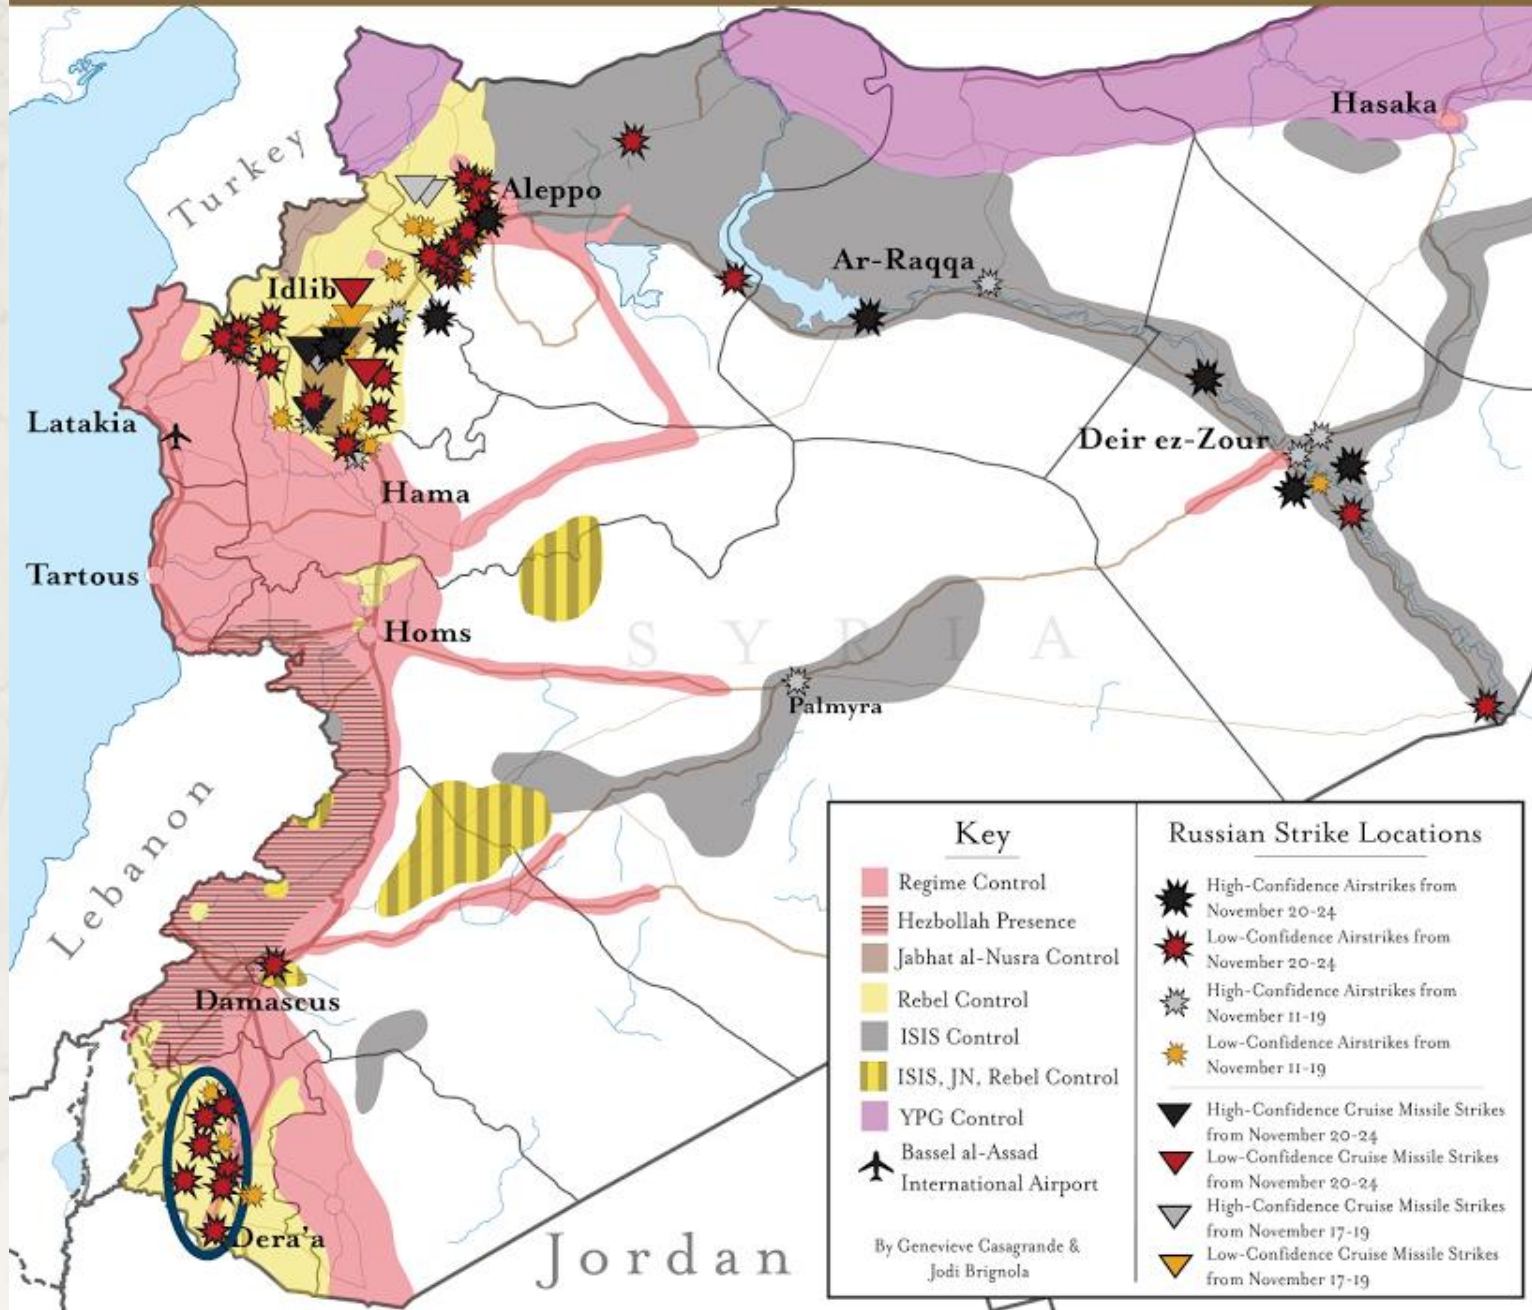 Turkey
Hasaka
Aleppo
Ar-Raqqa
Idlib
Latakia
Deir ez-Zour
Hama
Tartous
Homs
SYRIA
Palmyra
Lebanon
Damascus
Dera'a
Jordan
Key
Regime Control
Hezbollah Presence
Jabhat al-Nusra Control
Rebel Control
ISIS Control
ISIS, JN, Rebel Control
YPG Control
Bassel al-Assad
International Airport
By Genevieve Casagrande &
Jodi Brignola
Russian Strike Locations
High-Confidence Airstrikes from
November 20-24
Low-Confidence Airstrikes from
November 20-24
High-Confidence Airstrikes from
November 11-19
Low-Confidence Airstrikes from
November 11-19
High-Confidence Cruise Missile Strikes
from November 20-24
Low-Confidence Cruise Missile Strikes
from November 20-24
High-Confidence Cruise Missile Strikes
from November 17-19
Low-Confidence Cruise Missile Strikes
from November 17-19